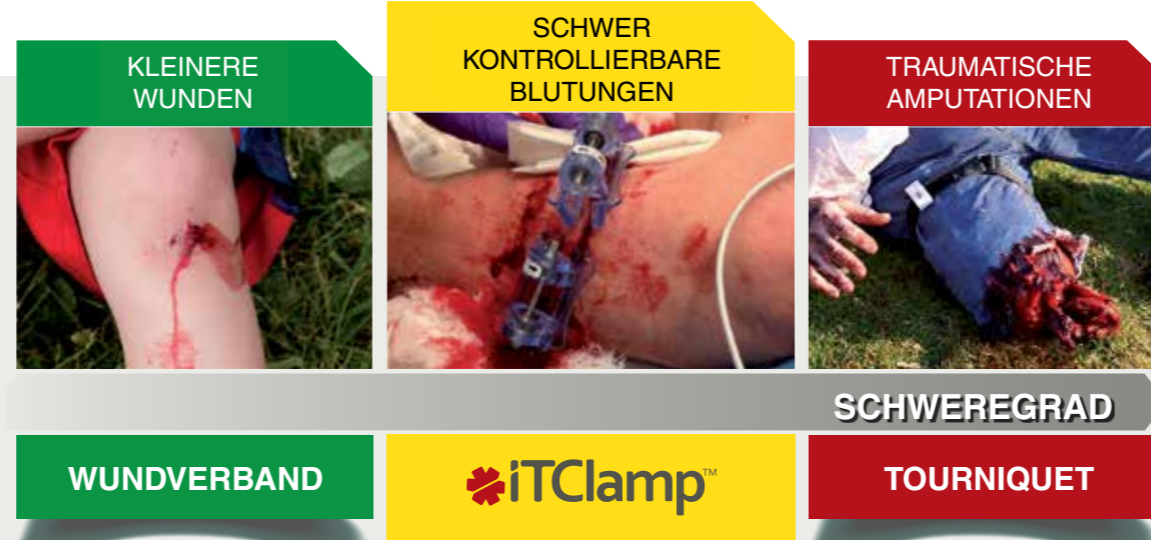 KLEINERE
WUNDEN
SCHWER
KONTROLLIERBARE
BLUTUNGEN
TRAUMATISCHE
AMPUTATIONEN
SCHWEREGRAD
WUNDVERBAND
iTClamp™
TOURNIQUET